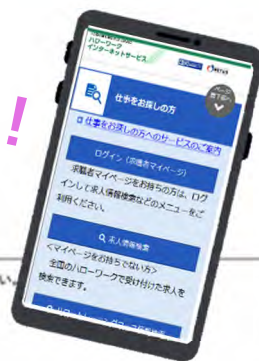 !
ハローワーク
インターネットサービス
仕事をお探しの方
仕事をお探しの方へのサービスのご案内
ログイン（求職者マイページ）
求職者マイページをお持ちの方は、ログ
インして求人情報検索などのメニューをご
利用ください。
求人情報検索
＜マイページをお持ちでない方＞
全国のハローワークで受け付けた求人を
検索できます。
い。